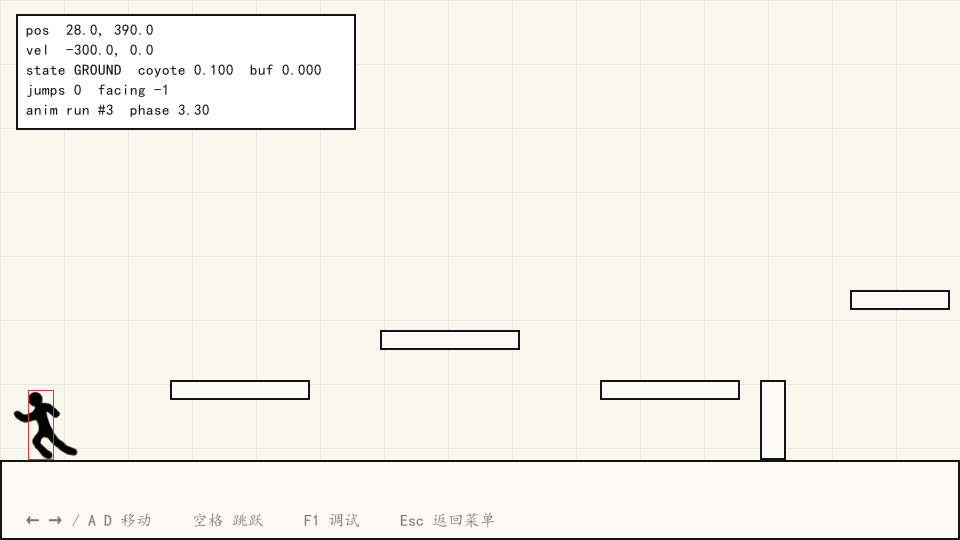 pos  28.0, 390.0
vel  −300.0, 0.0
state GROUND  coyote 0.100  buf 0.000
jumps 0  facing −1
anim run #3  phase 3.30
← → / A D 移动     空格 跳跃     F1 调试     Esc 返回菜单